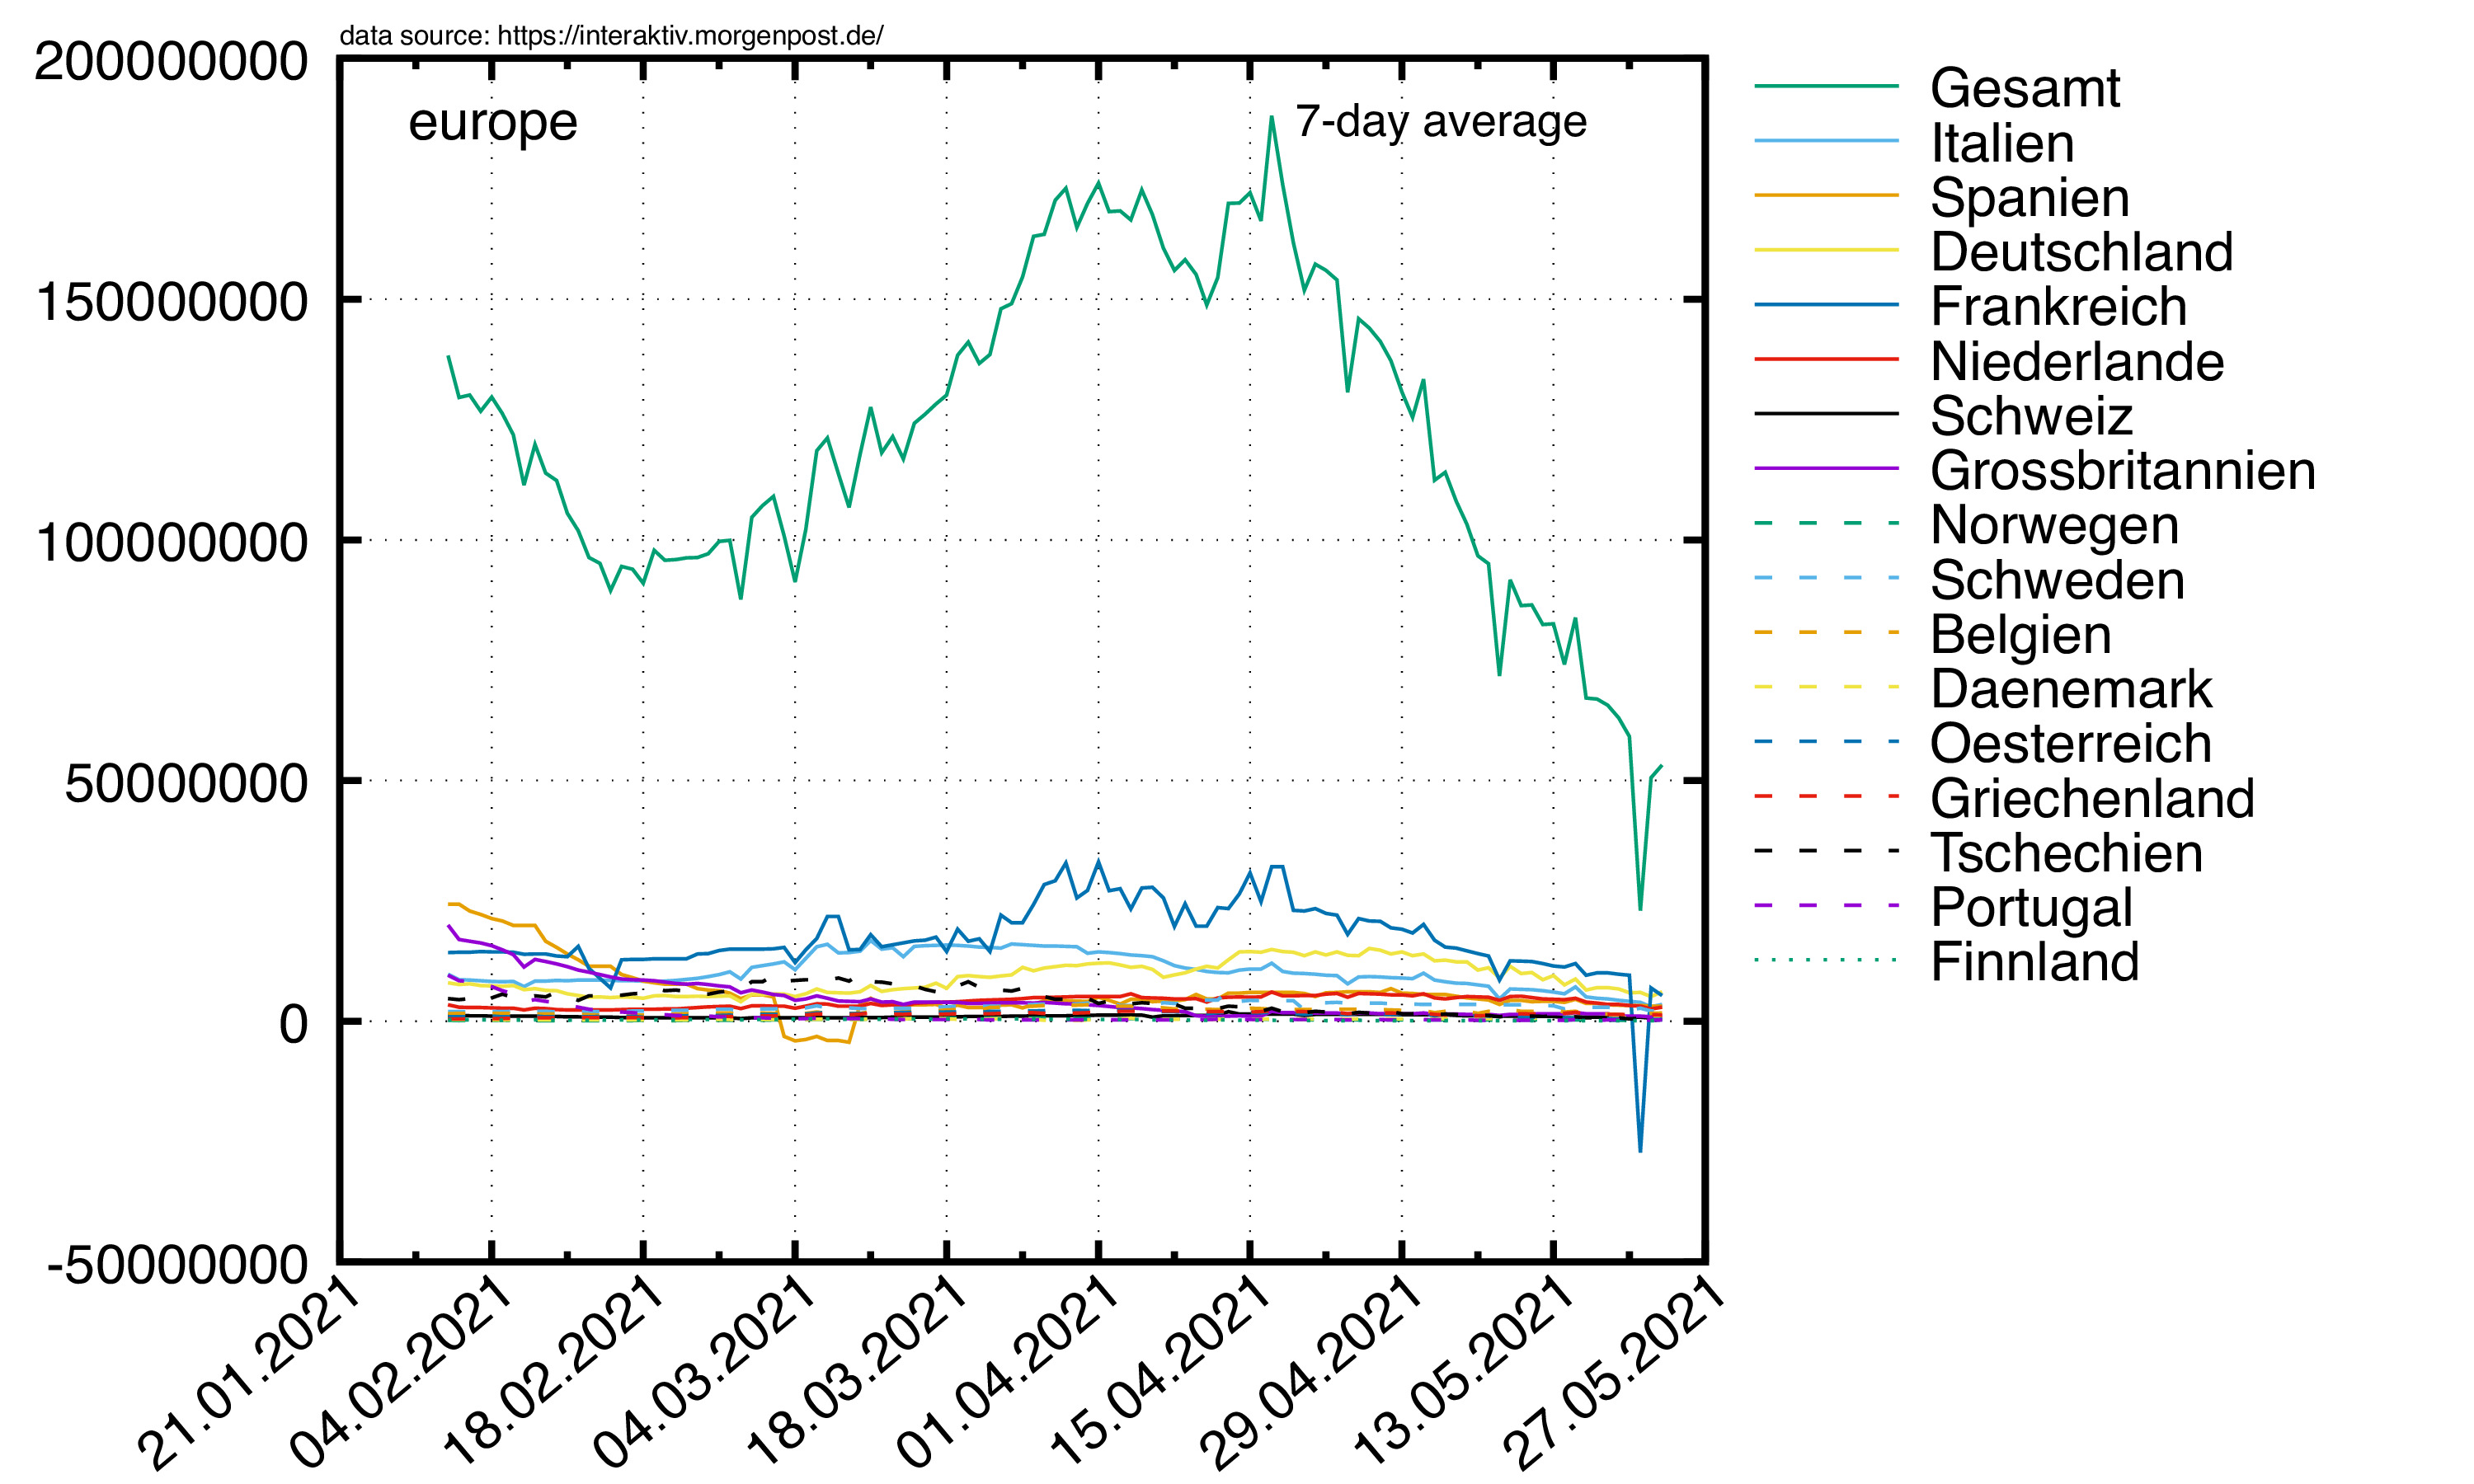 data source: https://interaktiv.morgenpost.de/
europe
7-day average
200000000
150000000
100000000
50000000
0
-50000000
21.01.2021
04.02.2021
18.02.2021
04.03.2021
18.03.2021
01.04.2021
15.04.2021
29.04.2021
13.05.2021
27.05.2021
Gesamt
Italien
Spanien
Deutschland
Frankreich
Niederlande
Schweiz
Grossbritannien
Norwegen
Schweden
Belgien
Daenemark
Oesterreich
Griechenland
Tschechien
Portugal
Finnland